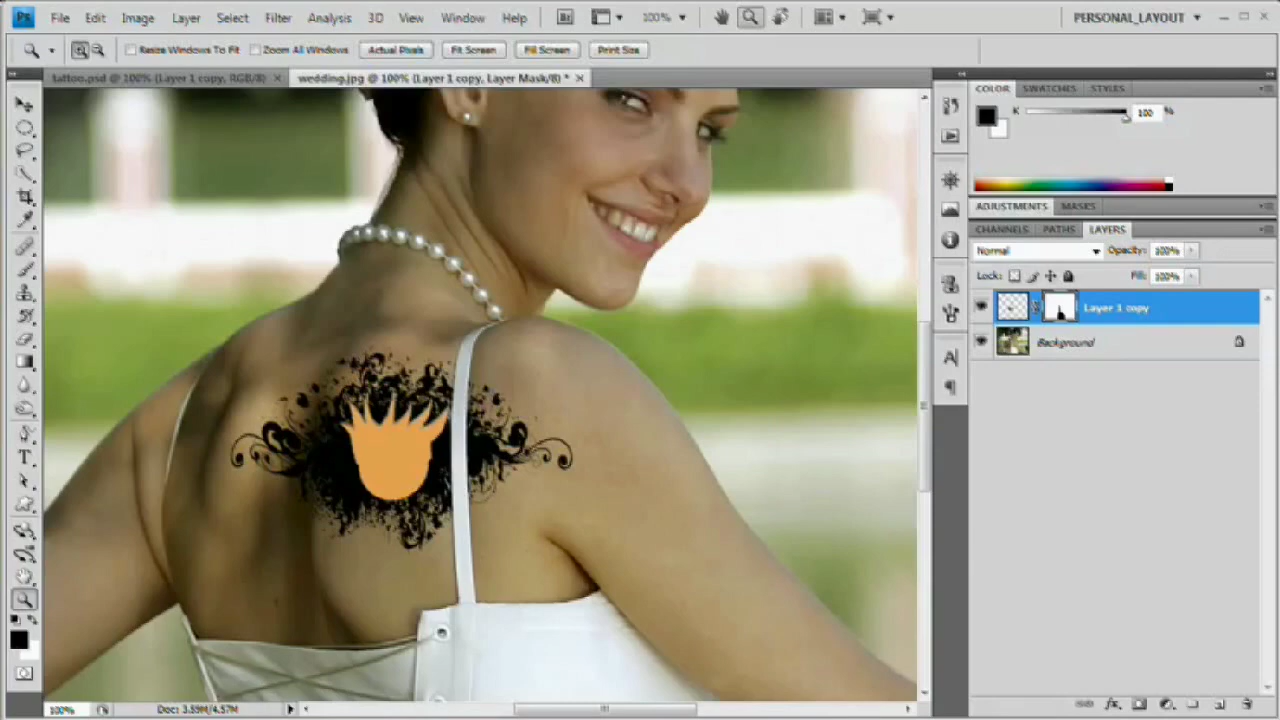 Ps File Edit Image Layer Select Filter Analysis 3D View Window Help Br 100% PERSONAL_LAYOUT
Resize Windows To Fit Zoom All Windows Actual Pixels Fit Screen Fill Screen Print Size
tattoo.psd @ 100% (Layer 1 copy, RGB/8) wedding.jpg @ 100% (Layer 1 copy, Layer Mask/8) *
COLOR SWATCHES STYLES
K 100 %
ADJUSTMENTS MASKS
CHANNELS PATHS LAYERS
Normal Opacity: 100%
Lock: Fill: 100%
Layer 1 copy
Background
100% Doc: 3.59M/4.57M